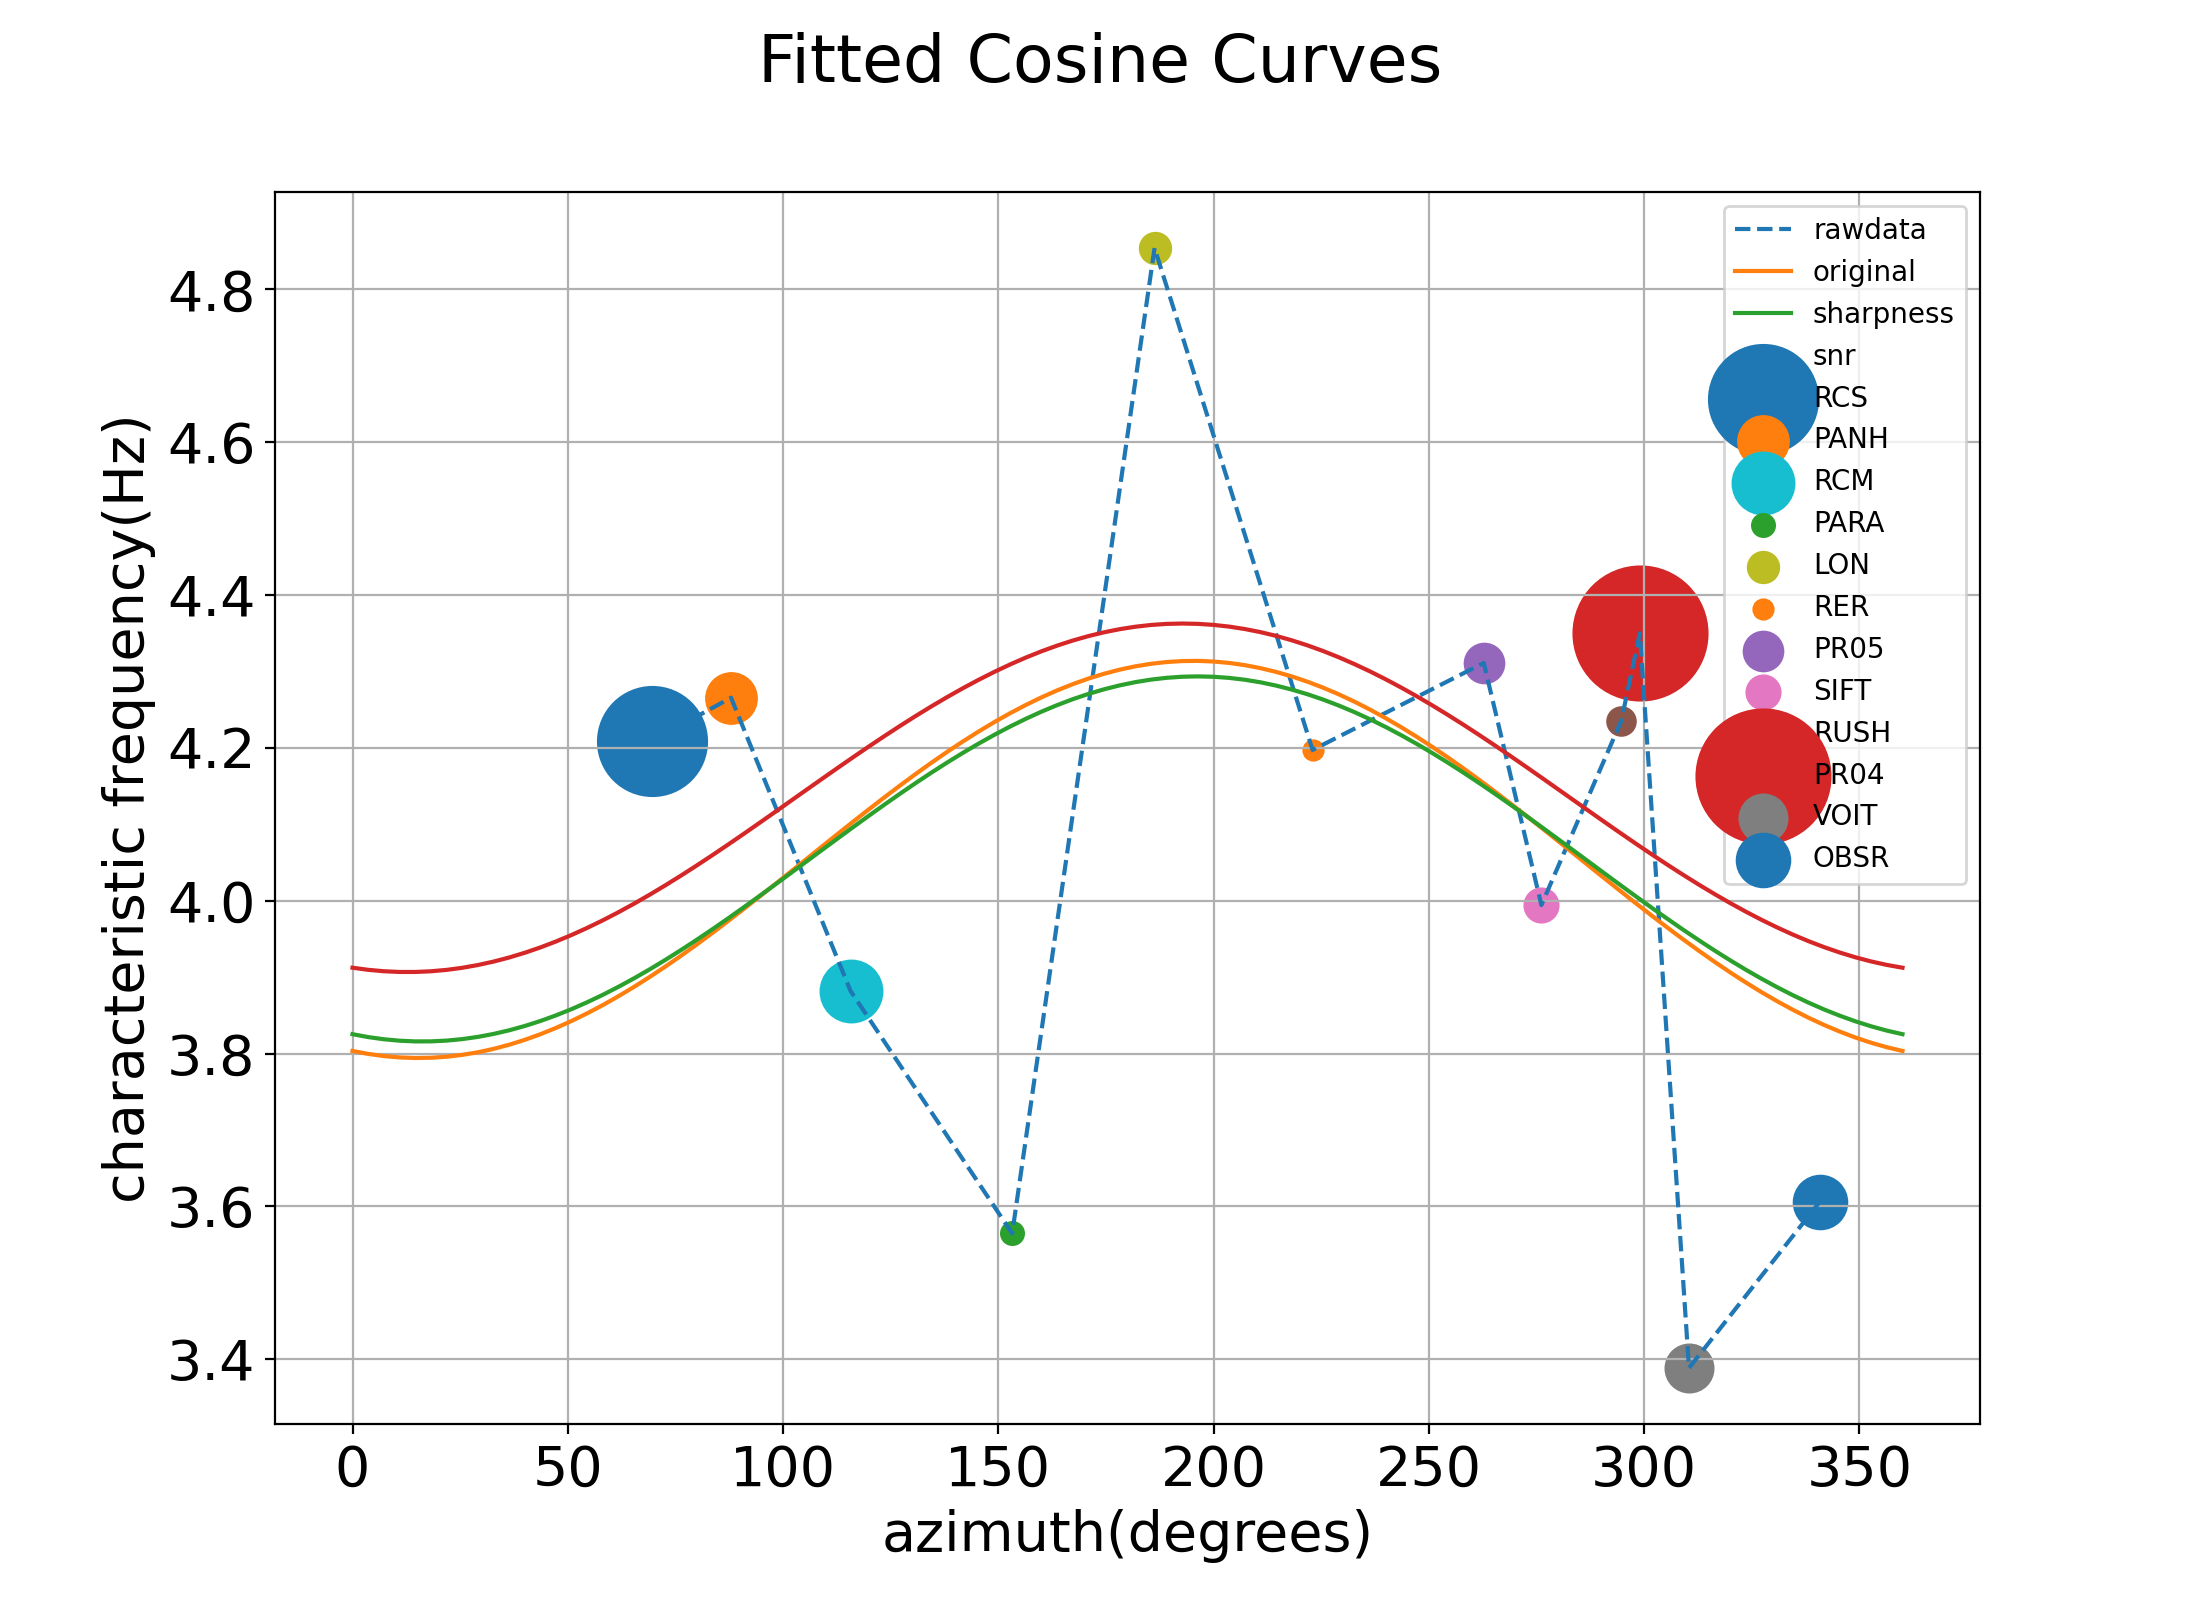 Fitted Cosine Curves
characteristic frequency(Hz)
4.8
4.6
4.4
4.2
4.0
3.8
3.6
3.4
rawdata
original
sharpness
snr
RCS
PANH
RCM
PARA
LON
RER
PR05
SIFT
RUSH
PR04
VOIT
OBSR
0 50 100 150 200 250 300 350
azimuth(degrees)